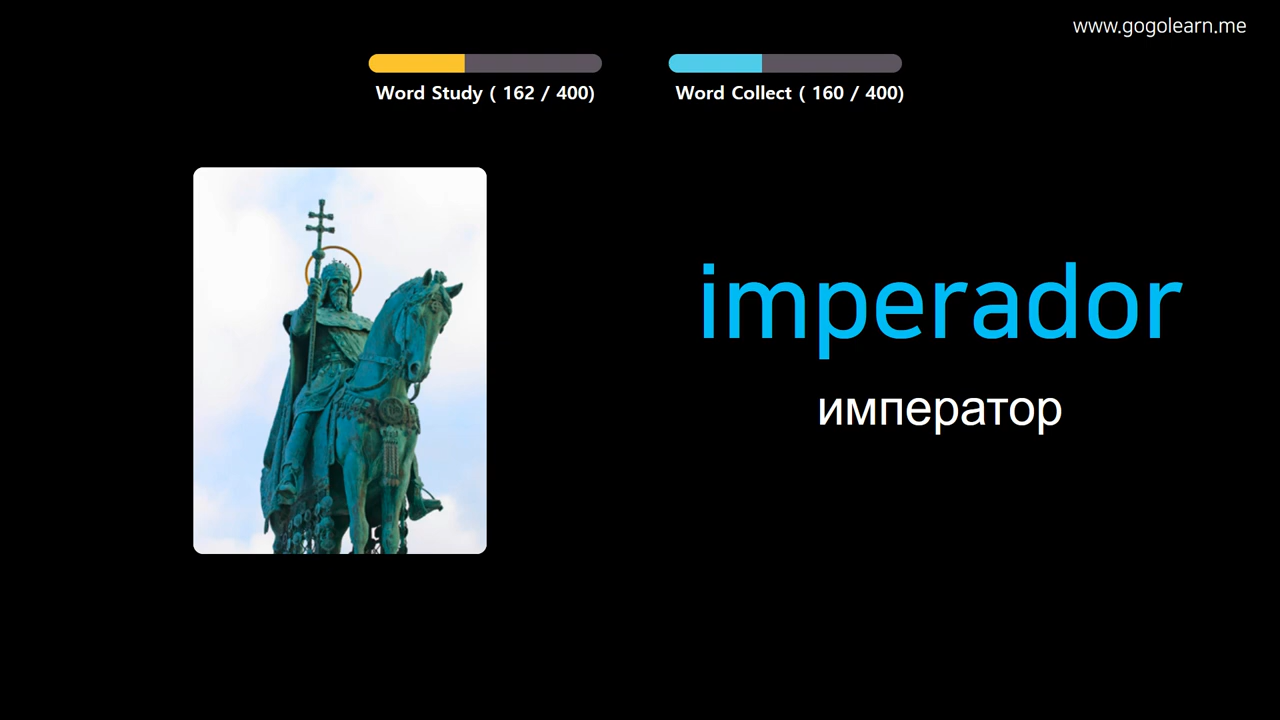 www.gogolearn.me
Word Study ( 162 / 400)
Word Collect ( 160 / 400)
imperador
император